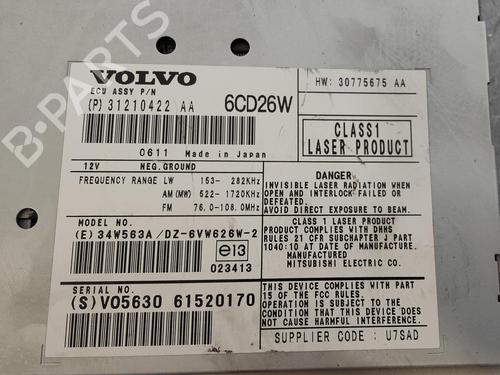 VOLVO
ECU ASSY P/N
(P) 31210422 AA
6CD26W
HW: 30775675 AA
CLASS1
LASER PRODUCT
0611 Made in Japan
12V NEG.GROUND
FREQUENCY RANGE LW 153- 282KHz
AM(MW) 522-1720KHz
FM 76.0-108.0MHz
MODEL NO.
(E)34W563A/DZ-6VW626W-2
e13
023413
SERIAL NO.
(S)V05630 61520170
DANGER
INVISIBLE LASER RADIATION WHEN
OPEN AND INTERLOCK FAILED OR
DEFEATED.
AVOID DIRECT EXPOSURE TO BEAM.
CLASS 1 LASER PRODUCT
PRODUCT COMPLIES WITH DHHS
RULES 21 CFR SUBCHAPTER J PART
1040:10 AT DATE OF MANUFACTURE.
MANUFACTURED
MITSUBISHI ELECTRIC CO.
THIS DEVICE COMPLIES WITH PART
15 OF THE FCC RULES.
OPERATION IS SUBJECT TO THE
CONDITION THAT THIS DEVICE DOES NOT
CAUSE HARMFUL INTERFERENCE.
SUPPLIER CODE : U7SAD
B-PARTS